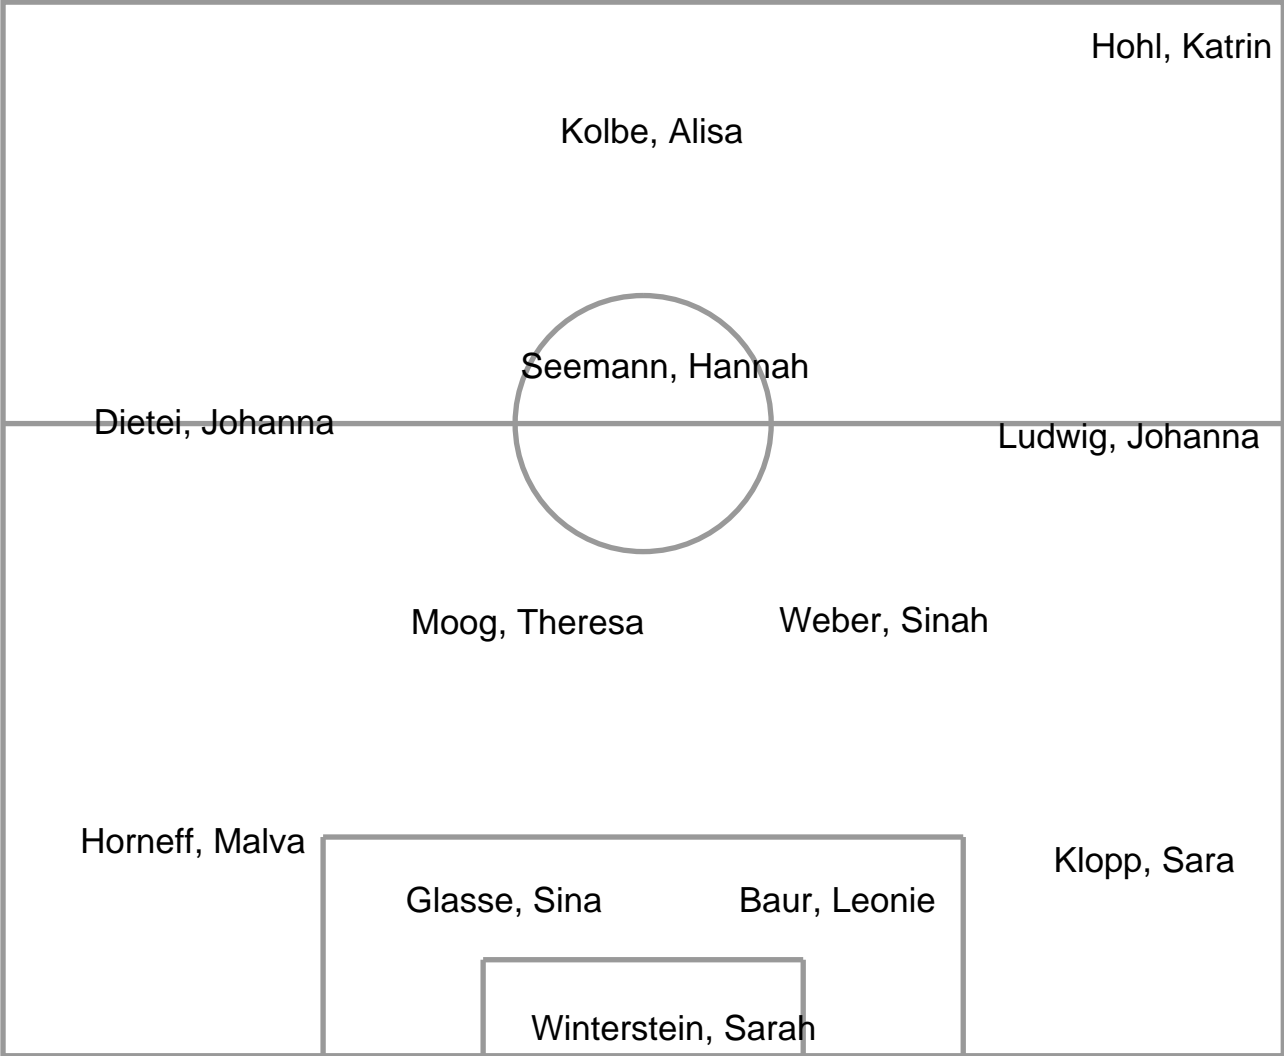 Hohl, Katrin
Kolbe, Alisa
Seemann, Hannah
Dietei, Johanna
Ludwig, Johanna
Moog, Theresa
Weber, Sinah
Horneff, Malva
Klopp, Sara
Glasse, Sina
Baur, Leonie
Winterstein, Sarah